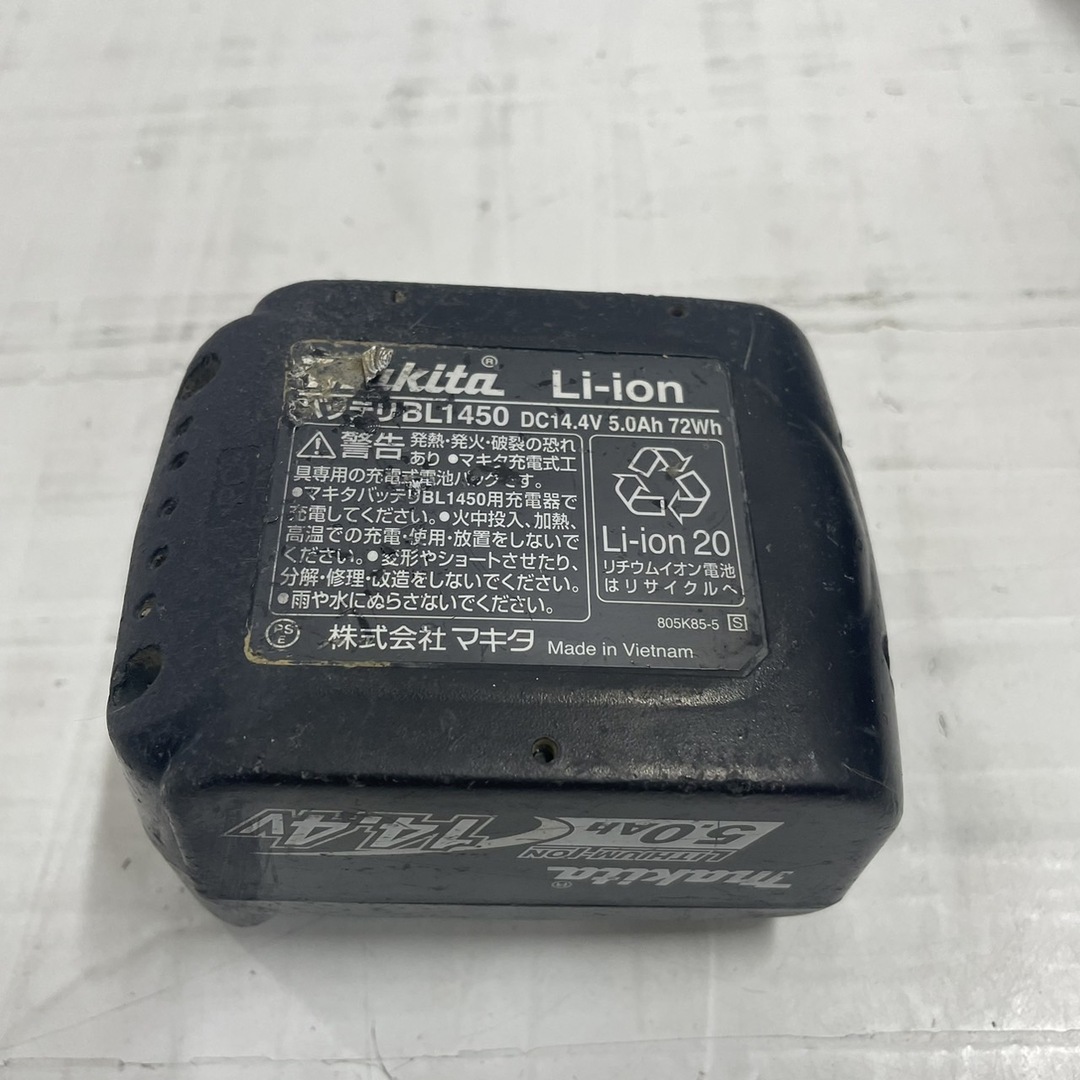 makita® Li-ion
バッテリBL1450 DC14.4V 5.0Ah 72Wh
警告 発熱・発火・破裂の恐れ
あり ●マキタ充電式工
具専用の充電式電池パックです。
●マキタバッテリBL1450用充電器で
充電してください。●火中投入、加熱、
高温での充電・使用・放置をしないで
ください。●変形やショートさせたり、
分解・修理・改造をしないでください。
●雨や水にぬらさないでください。
Li-ion 20
リチウムイオン電池
はリサイクルへ
805K85-5 S
PS
E
株式会社マキタ Made in Vietnam
makita®
LITHIUM-ION
5.0AH
14.4V